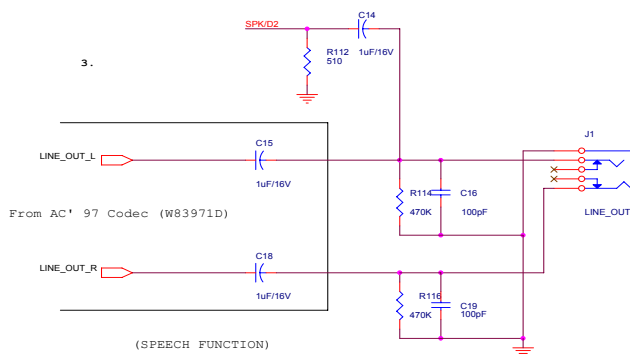 C14
SPK/D2
R112
510
1uF/16V
3.
J1
C15
LINE_OUT_L
1uF/16V
R114
470K
C16
100pF
LINE_OUT
From AC' 97 Codec (W83971D)
C18
LINE_OUT_R
1uF/16V
R116
470K
C19
100pF
(SPEECH FUNCTION)